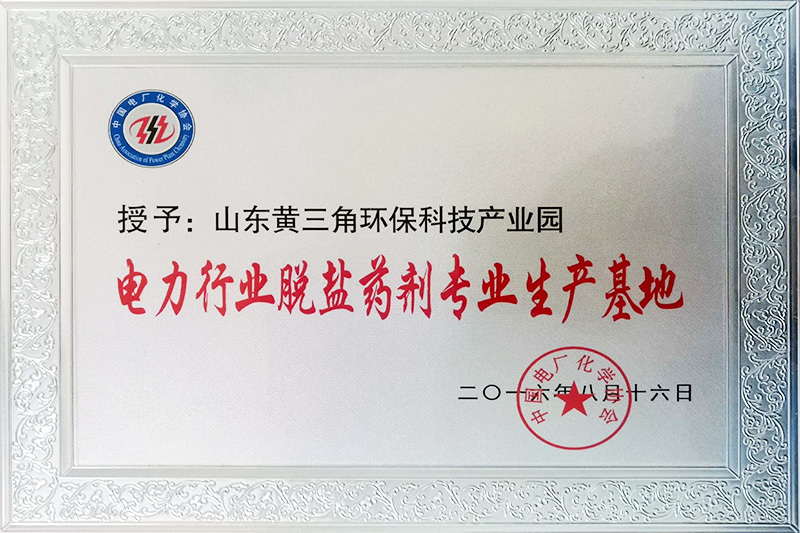 中国电厂化学协会
China Association of Power Plant Chemistry
授予：山东黄三角环保科技产业园
电力行业脱盐药剂专业生产基地
二〇一六年八月十六日
中国电厂化学协会